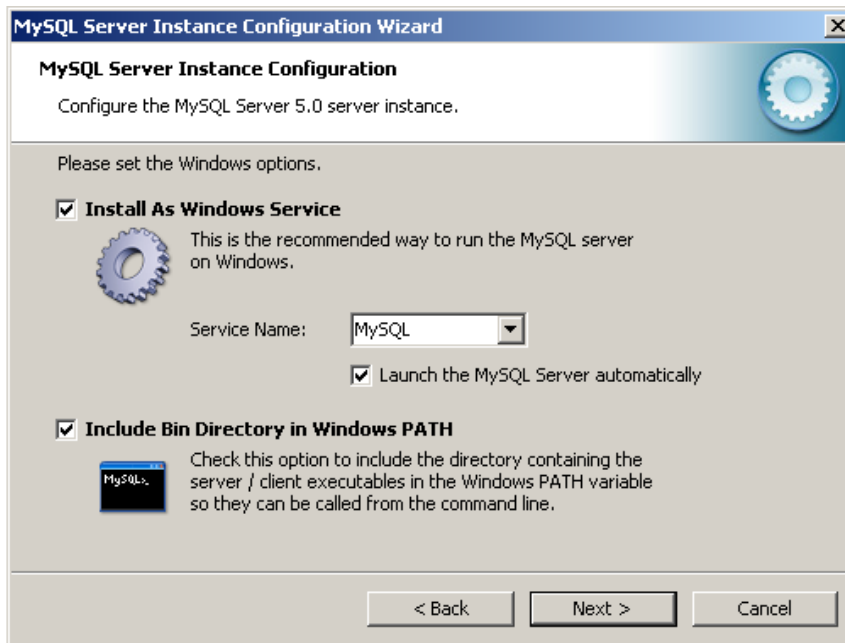 MySQL Server Instance Configuration Wizard
MySQL Server Instance Configuration
Configure the MySQL Server 5.0 server instance.
Please set the Windows options.
Install As Windows Service
This is the recommended way to run the MySQL server
on Windows.
Service Name: MySQL
Launch the MySQL Server automatically
Include Bin Directory in Windows PATH
Check this option to include the directory containing the
server / client executables in the Windows PATH variable
so they can be called from the command line.
MySQL>_
< Back Next > Cancel